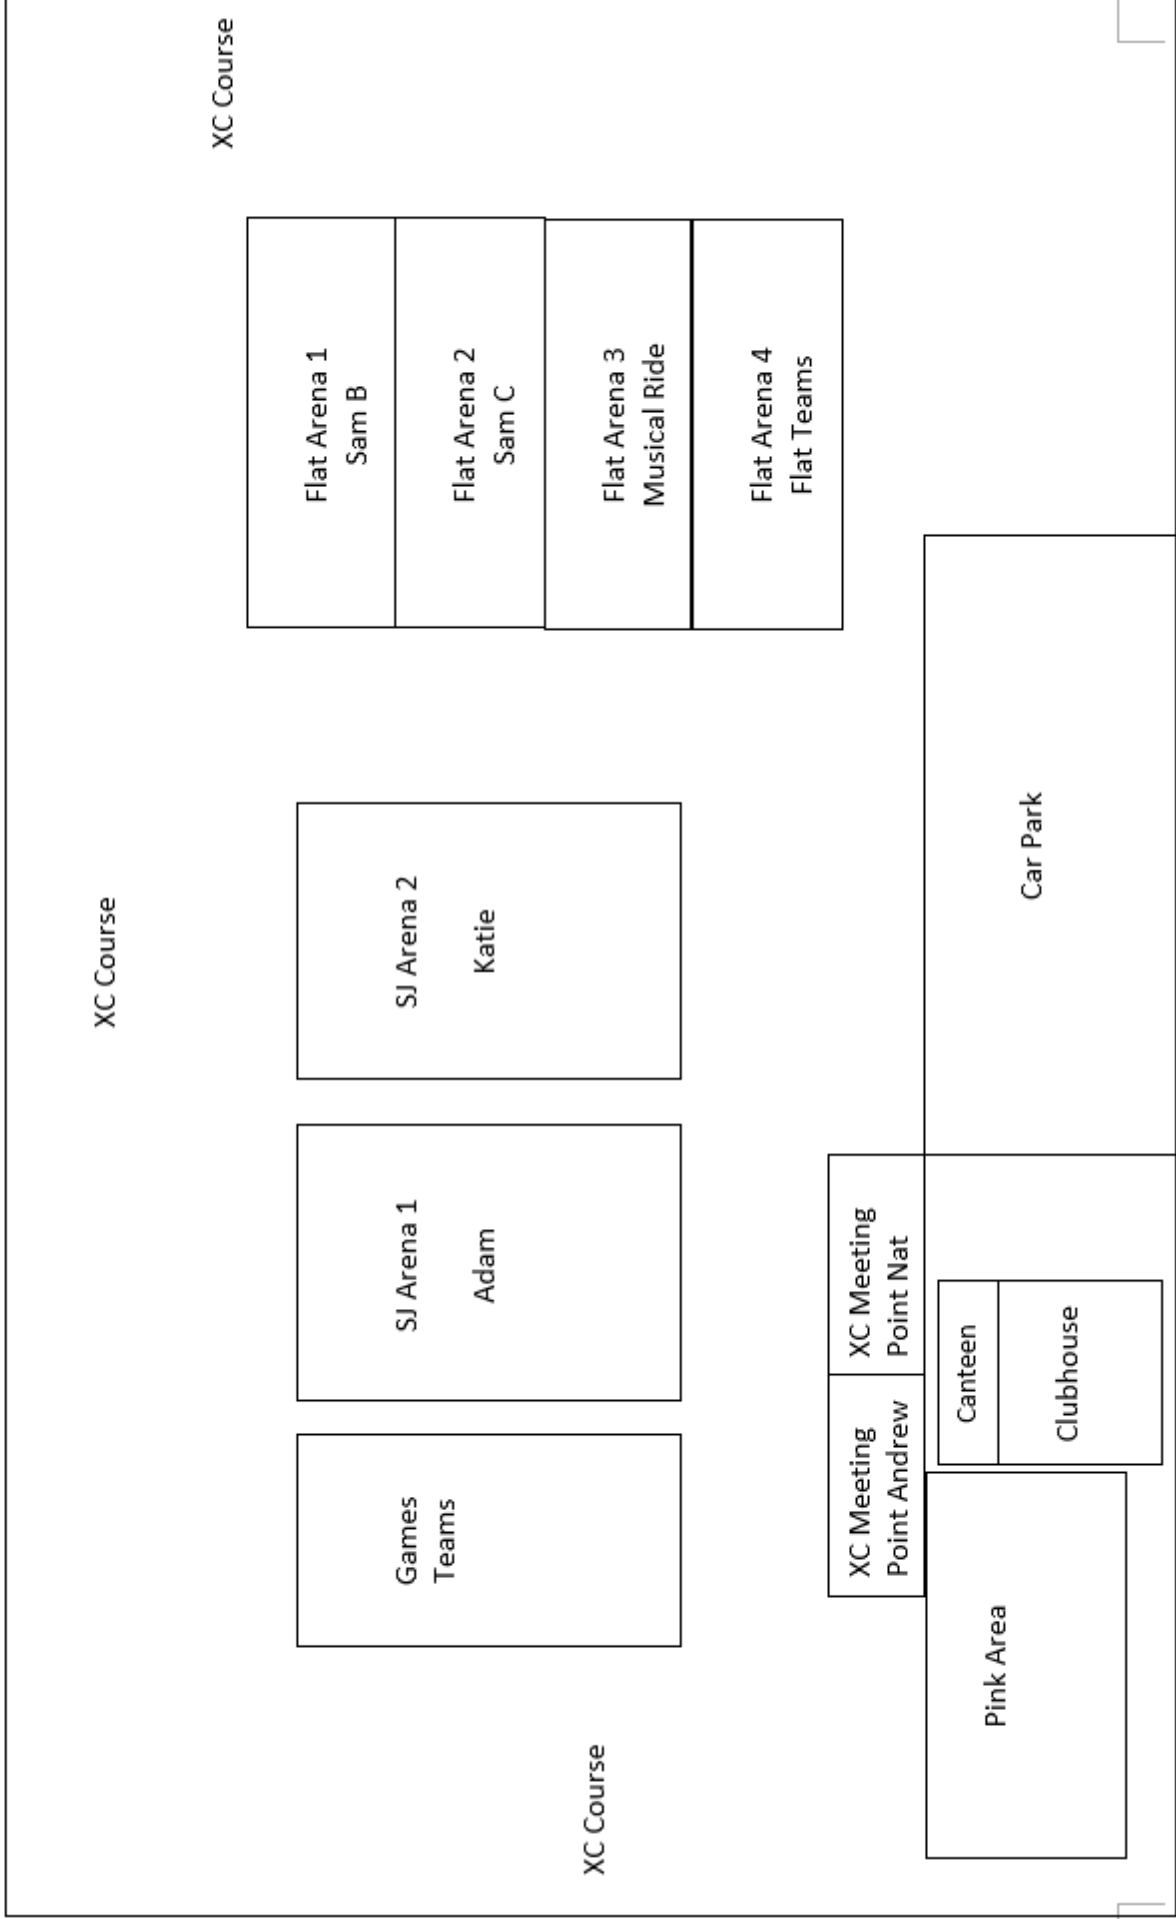 XC Course
XC Course
XC Course
Games
Teams
SJ Arena 1
Adam
SJ Arena 2
Katie
Flat Arena 1
Sam B
Flat Arena 2
Sam C
Flat Arena 3
Musical Ride
Flat Arena 4
Flat Teams
XC Meeting
Point Andrew
XC Meeting
Point Nat
Pink Area
Canteen
Clubhouse
Car Park